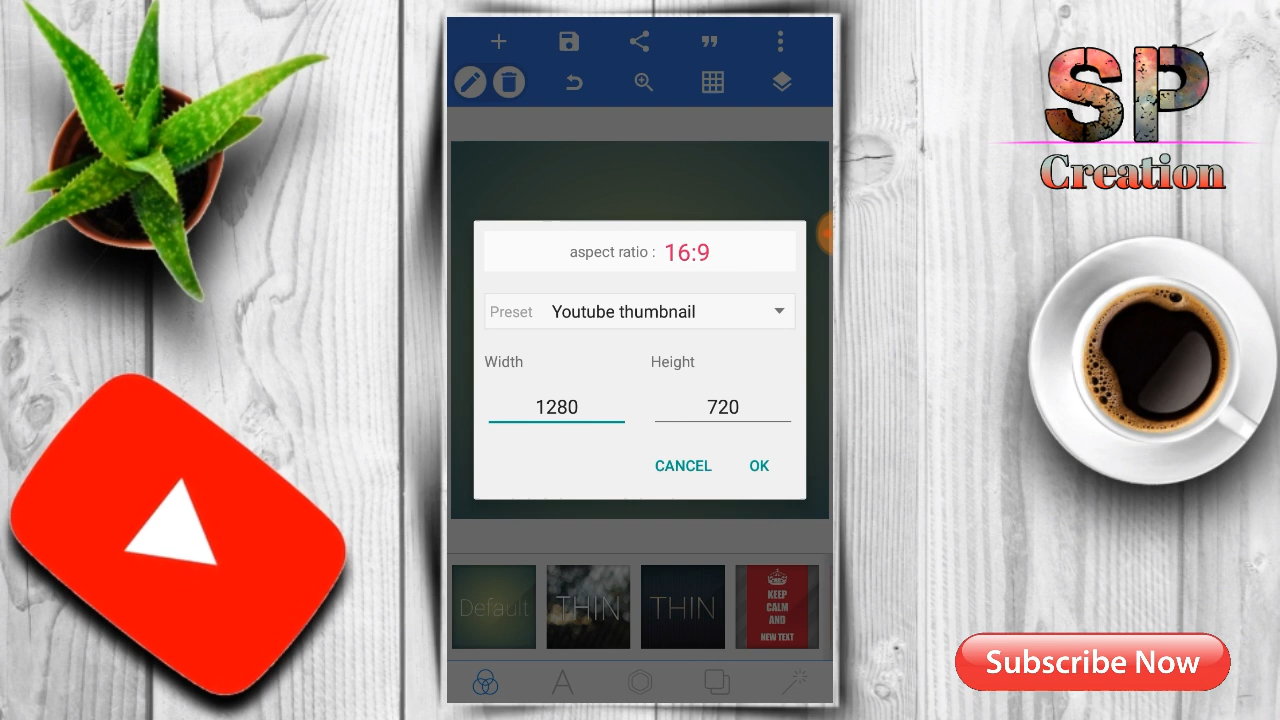 SP
Creation
aspect ratio : 16:9
Preset Youtube thumbnail
Width Height
1280 720
CANCEL OK
Default
THIN
THIN
KEEP
CALM
AND
NEW TEXT
Subscribe Now